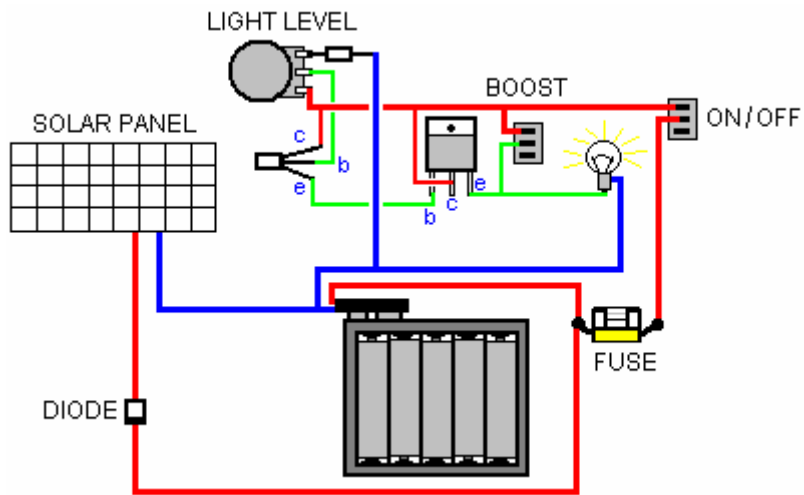 LIGHT LEVEL
BOOST
ON/OFF
SOLAR PANEL
c
b
e
e
b
c
FUSE
DIODE